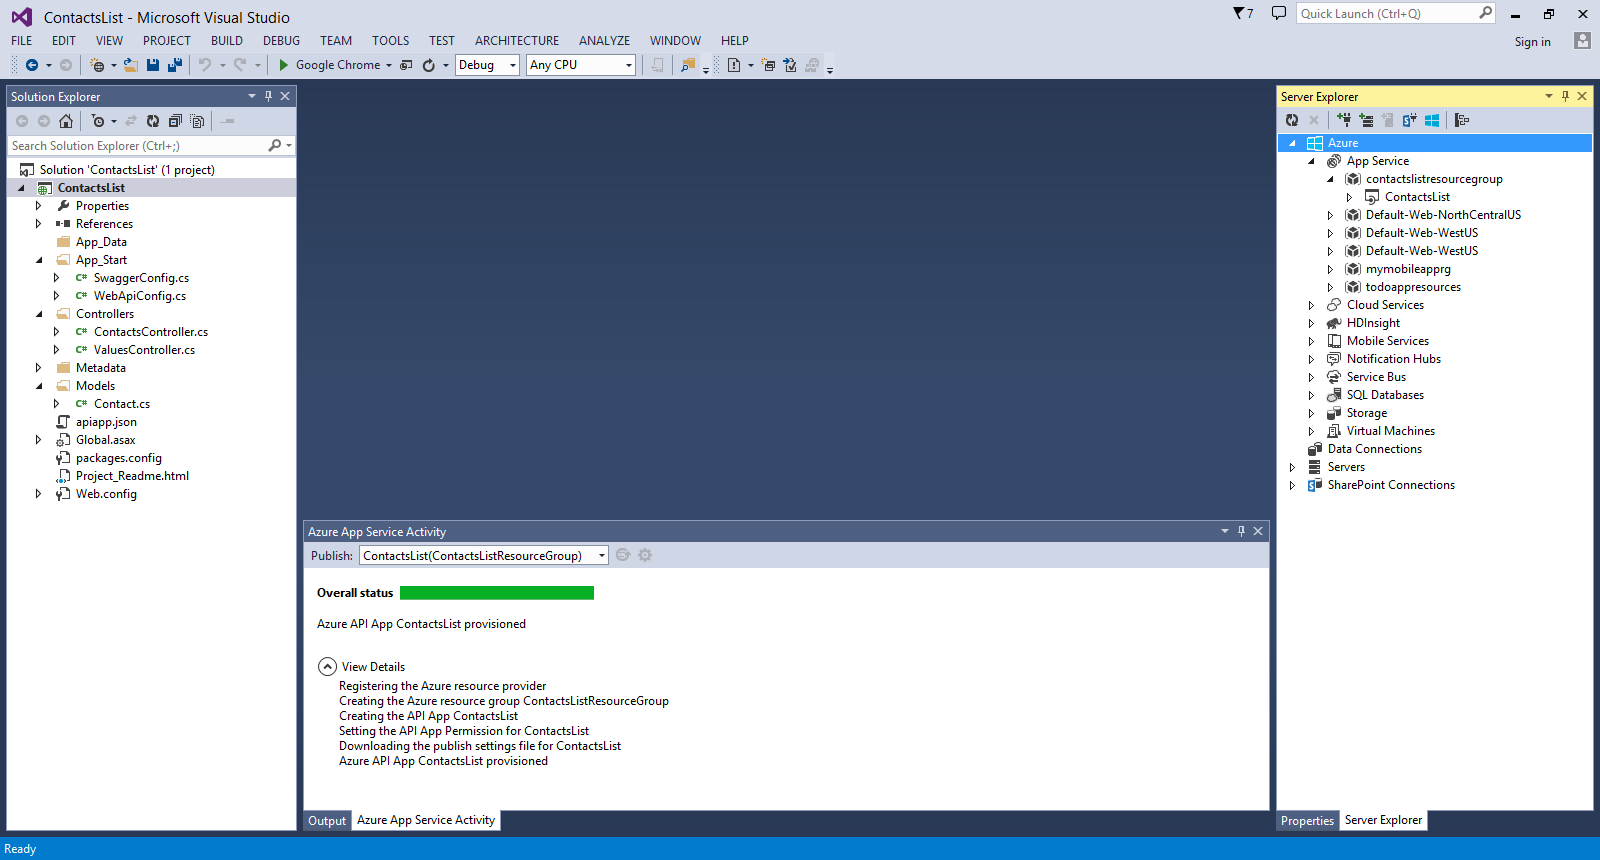 ContactsList - Microsoft Visual Studio
7
Quick Launch (Ctrl+Q)
FILE EDIT VIEW PROJECT BUILD DEBUG TEAM TOOLS TEST ARCHITECTURE ANALYZE WINDOW HELP
Sign in
Google Chrome
Debug
Any CPU
Solution Explorer
Search Solution Explorer (Ctrl+;)
Solution 'ContactsList' (1 project)
ContactsList
Properties
References
App_Data
App_Start
C# SwaggerConfig.cs
C# WebApiConfig.cs
Controllers
C# ContactsController.cs
C# ValuesController.cs
Metadata
Models
C# Contact.cs
apiapp.json
Global.asax
packages.config
Project_Readme.html
Web.config
Azure App Service Activity
Publish: ContactsList(ContactsListResourceGroup)
Overall status
Azure API App ContactsList provisioned
View Details
Registering the Azure resource provider
Creating the Azure resource group ContactsListResourceGroup
Creating the API App ContactsList
Setting the API App Permission for ContactsList
Downloading the publish settings file for ContactsList
Azure API App ContactsList provisioned
Output
Azure App Service Activity
Server Explorer
Azure
App Service
contactslistresourcegroup
ContactsList
Default-Web-NorthCentralUS
Default-Web-WestUS
Default-Web-WestUS
mymobileapprg
todoappresources
Cloud Services
HDInsight
Mobile Services
Notification Hubs
Service Bus
SQL Databases
Storage
Virtual Machines
Data Connections
Servers
SharePoint Connections
Properties
Server Explorer
Ready